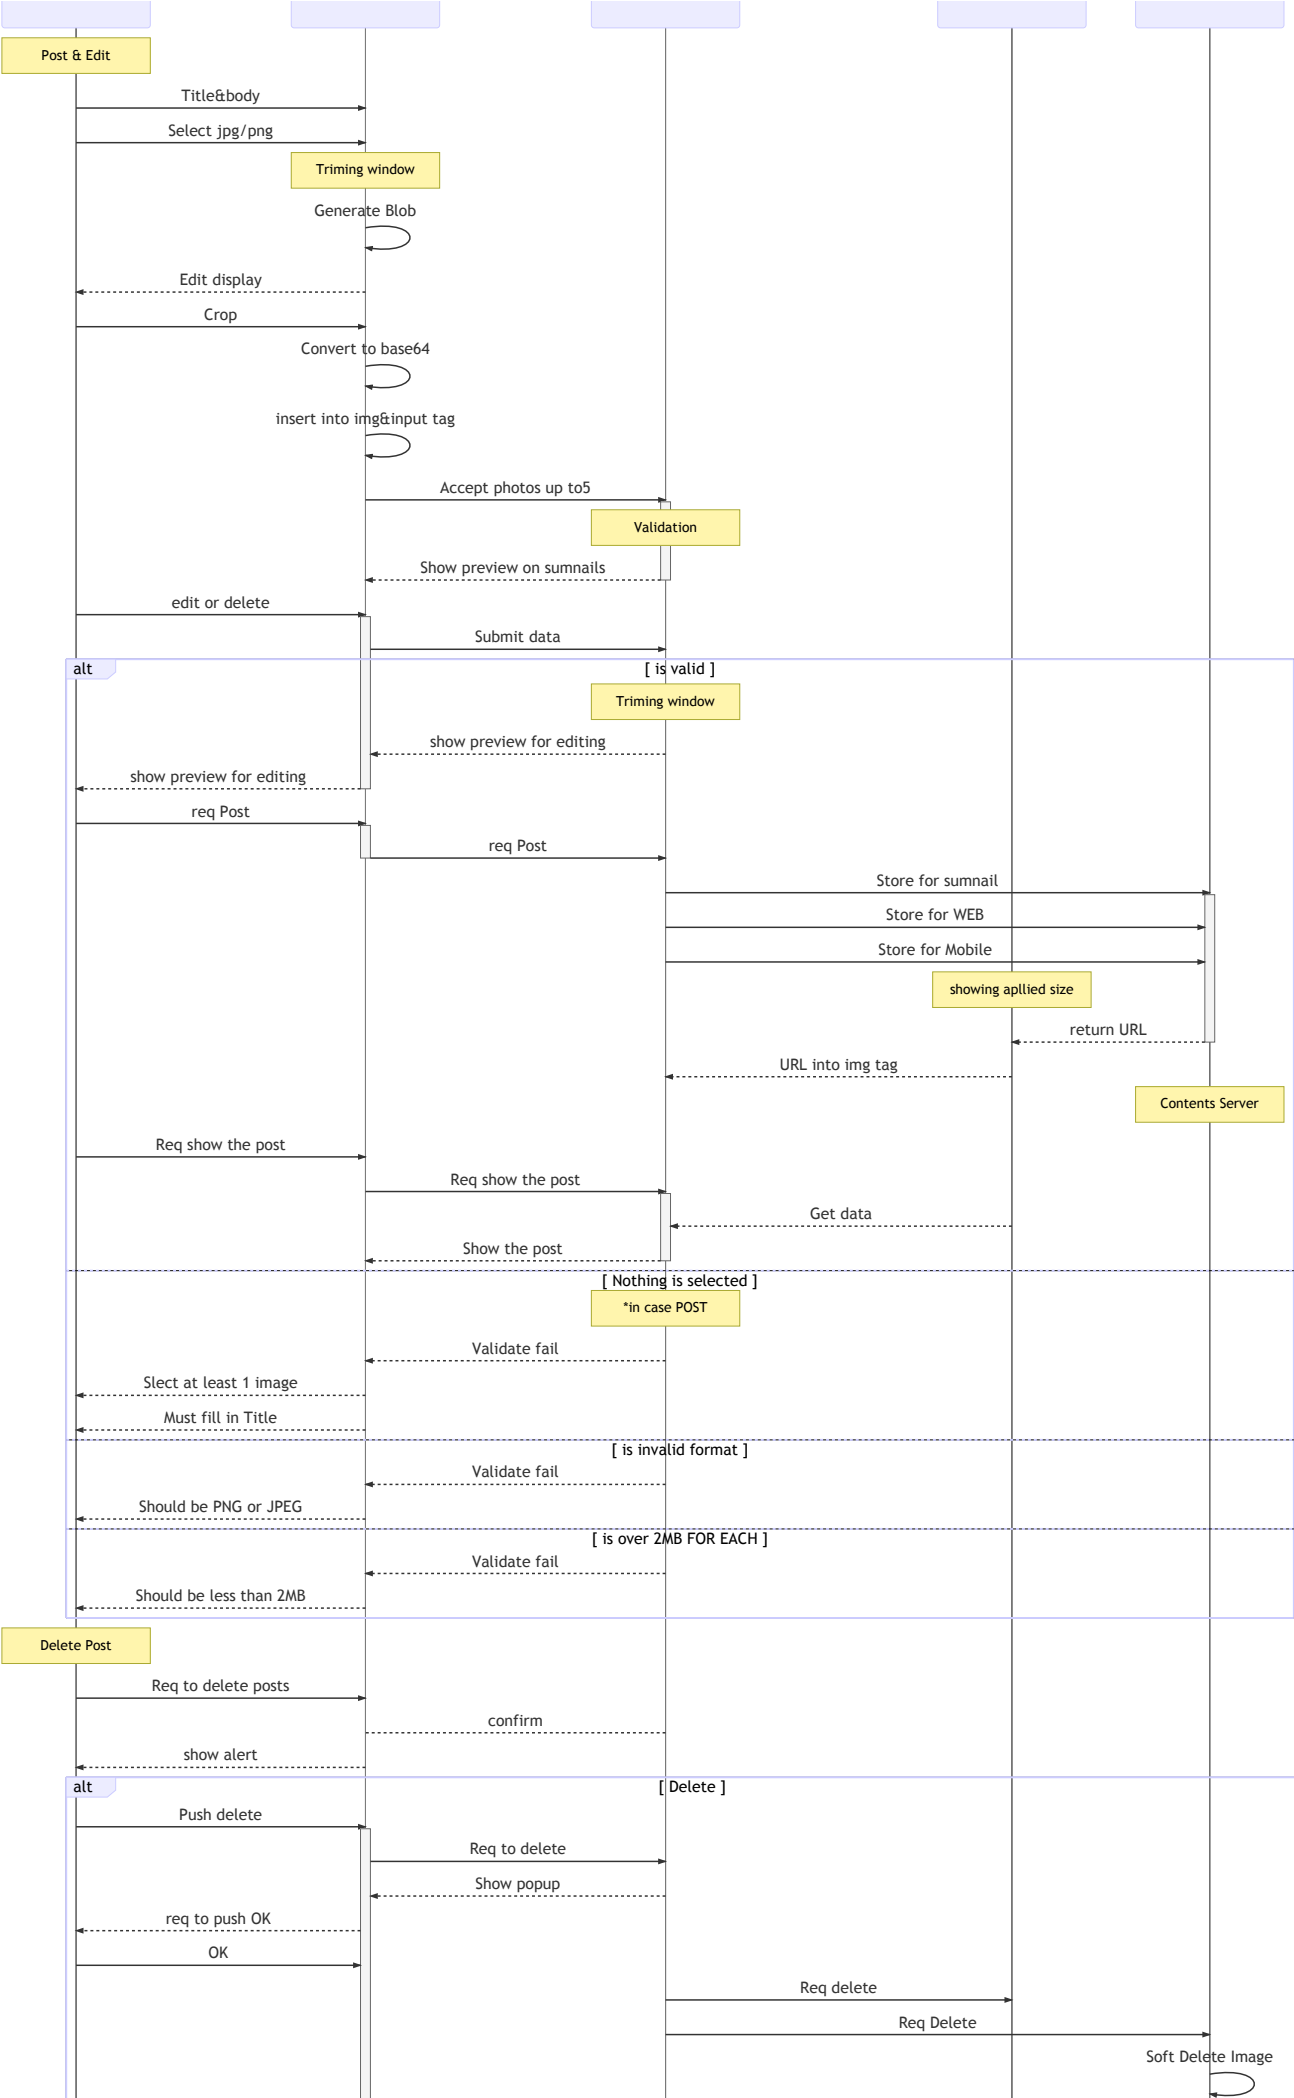 Post & Edit
Title&body
Select jpg/png
Triming window
Generate Blob
Edit display
Crop
Convert to base64
insert into img&input tag
Accept photos up to5
Validation
Show preview on sumnails
edit or delete
Submit data
alt
[ is valid ]
Triming window
show preview for editing
show preview for editing
req Post
req Post
Store for sumnail
Store for WEB
Store for Mobile
showing apllied size
return URL
URL into img tag
Contents Server
Req show the post
Req show the post
Get data
Show the post
[ Nothing is selected ]
*in case POST
Validate fail
Slect at least 1 image
Must fill in Title
[ is invalid format ]
Validate fail
Should be PNG or JPEG
[ is over 2MB FOR EACH ]
Validate fail
Should be less than 2MB
Delete Post
Req to delete posts
confirm
show alert
alt
[ Delete ]
Push delete
Req to delete
Show popup
req to push OK
OK
Req delete
Req Delete
Soft Delete Image